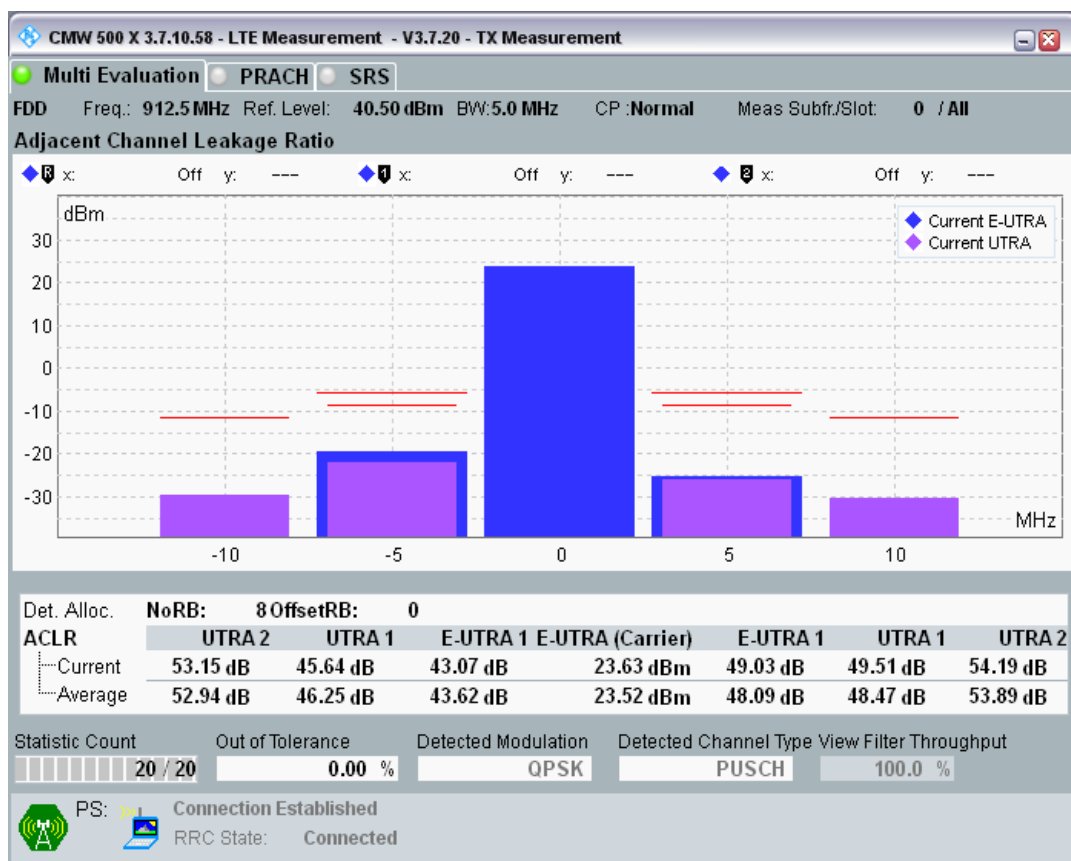 CMW 500 X 3.7.10.58 - LTE Measurement - V3.7.20 - TX Measurement
Multi Evaluation PRACH SRS
FDD Freq.: 912.5 MHz Ref. Level: 40.50 dBm BW:5.0 MHz CP :Normal Meas Subfr./Slot: 0 / All
Adjacent Channel Leakage Ratio
R x: Off y: --- 1 x: Off y: --- 2 x: Off y: ---
dBm
Current E-UTRA
Current UTRA
30
20
10
0
-10
-20
-30
MHz
-10 -5 0 5 10
Det. Alloc. NoRB: 8 OffsetRB: 0
ACLR UTRA 2 UTRA 1 E-UTRA 1 E-UTRA (Carrier) E-UTRA 1 UTRA 1 UTRA 2
Current 53.15 dB 45.64 dB 43.07 dB 23.63 dBm 49.03 dB 49.51 dB 54.19 dB
Average 52.94 dB 46.25 dB 43.62 dB 23.52 dBm 48.09 dB 48.47 dB 53.89 dB
Statistic Count Out of Tolerance Detected Modulation Detected Channel Type View Filter Throughput
20 / 20 0.00 % QPSK PUSCH 100.0 %
PS: Connection Established
RRC State: Connected